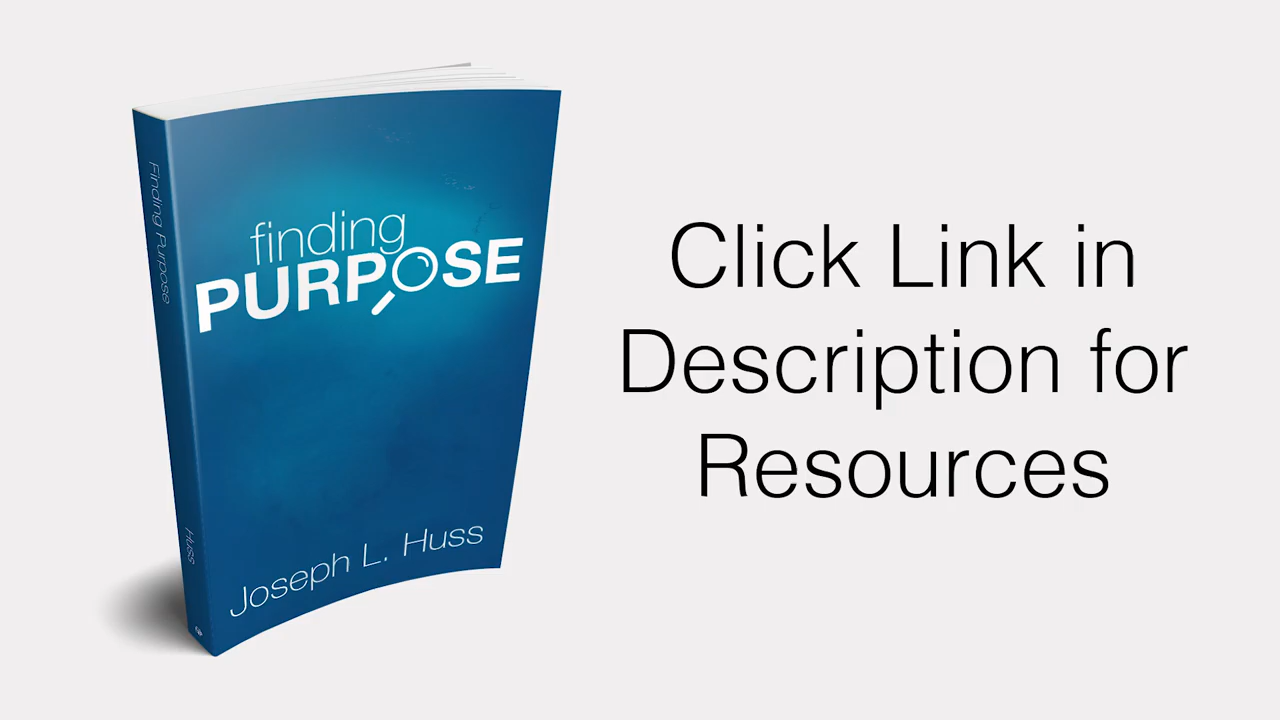 finding
PURPOSE
Joseph L. Huss
Finding Purpose
Huss
Click Link in
Description for
Resources